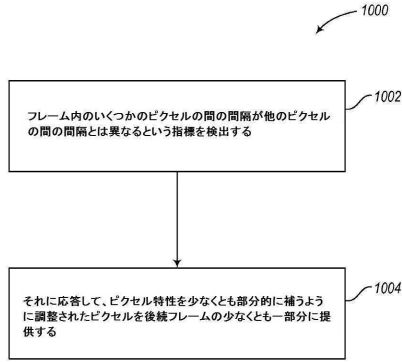 1000
1002
フレーム内のいくつかのピクセルの間の間隔が他のピクセル
の間の間隔とは異なるという指標を検出する
1004
それに応答して、ピクセル特性を少なくとも部分的に補うよう
に調整されたピクセルを後続フレームの少なくとも一部分に提
供する